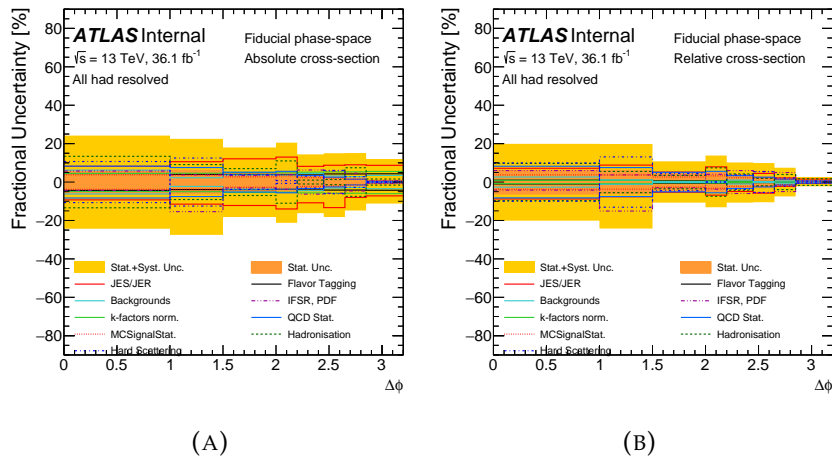 Fractional Uncertainty [%]
80
60
40
20
0
−20
−40
−60
−80
ATLAS Internal
√s = 13 TeV, 36.1 fb⁻¹
All had resolved
Fiducial phase-space
Absolute cross-section
Stat.+Syst. Unc.
Stat. Unc.
JES/JER
Flavor Tagging
Backgrounds
IFSR, PDF
k-factors norm.
QCD Stat.
MCSignalStat.
Hadronisation
Hard Scattering
0 0.5 1 1.5 2 2.5 3
Δϕ
(A)
Fractional Uncertainty [%]
80
60
40
20
0
−20
−40
−60
−80
ATLAS Internal
√s = 13 TeV, 36.1 fb⁻¹
All had resolved
Fiducial phase-space
Relative cross-section
Stat.+Syst. Unc.
Stat. Unc.
JES/JER
Flavor Tagging
Backgrounds
IFSR, PDF
k-factors norm.
QCD Stat.
MCSignalStat.
Hadronisation
Hard Scattering
0 0.5 1 1.5 2 2.5 3
Δϕ
(B)